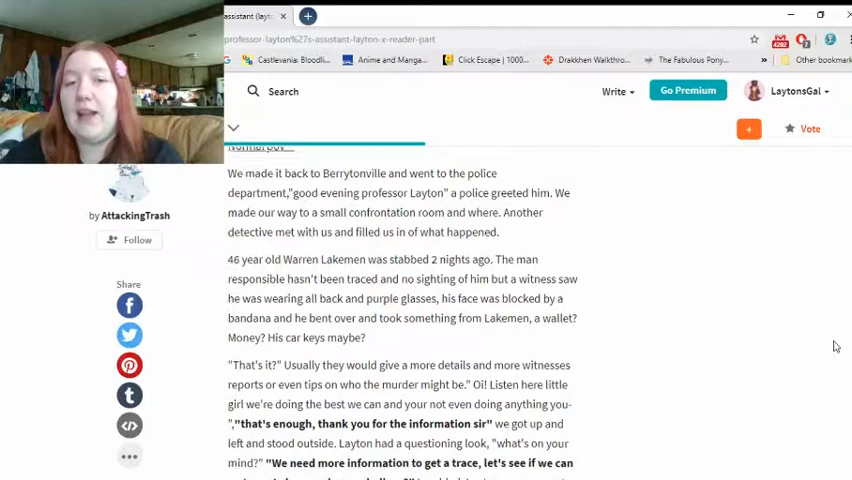 assistant (layt
professor-layton%27s-assistant-layton-x-reader-part
4282
7
Castlevania: Bloodli...
Anime and Manga...
Click Escape | 1000...
Drakkhen Walkthro...
The Fabulous Pony...
Other bookmark
Search
Write
Go Premium
LaytonsGal
+
Vote
Normal pov
We made it back to Berrytonville and went to the police
department,"good evening professor Layton" a police greeted him. We
made our way to a small confrontation room and where. Another
detective met with us and filled us in of what happened.
by AttackingTrash
Follow
46 year old Warren Lakemen was stabbed 2 nights ago. The man
responsible hasn't been traced and no sighting of him but a witness saw
he was wearing all back and purple glasses, his face was blocked by a
bandana and he bent over and took something from Lakemen, a wallet?
Money? His car keys maybe?
Share
"That's it?" Usually they would give a more details and more witnesses
reports or even tips on who the murder might be." Oi! Listen here little
girl we're doing the best we can and your not even doing anything you-
","that's enough, thank you for the information sir" we got up and
left and stood outside. Layton had a questioning look, "what's on your
mind?" "We need more information to get a trace, let's see if we can